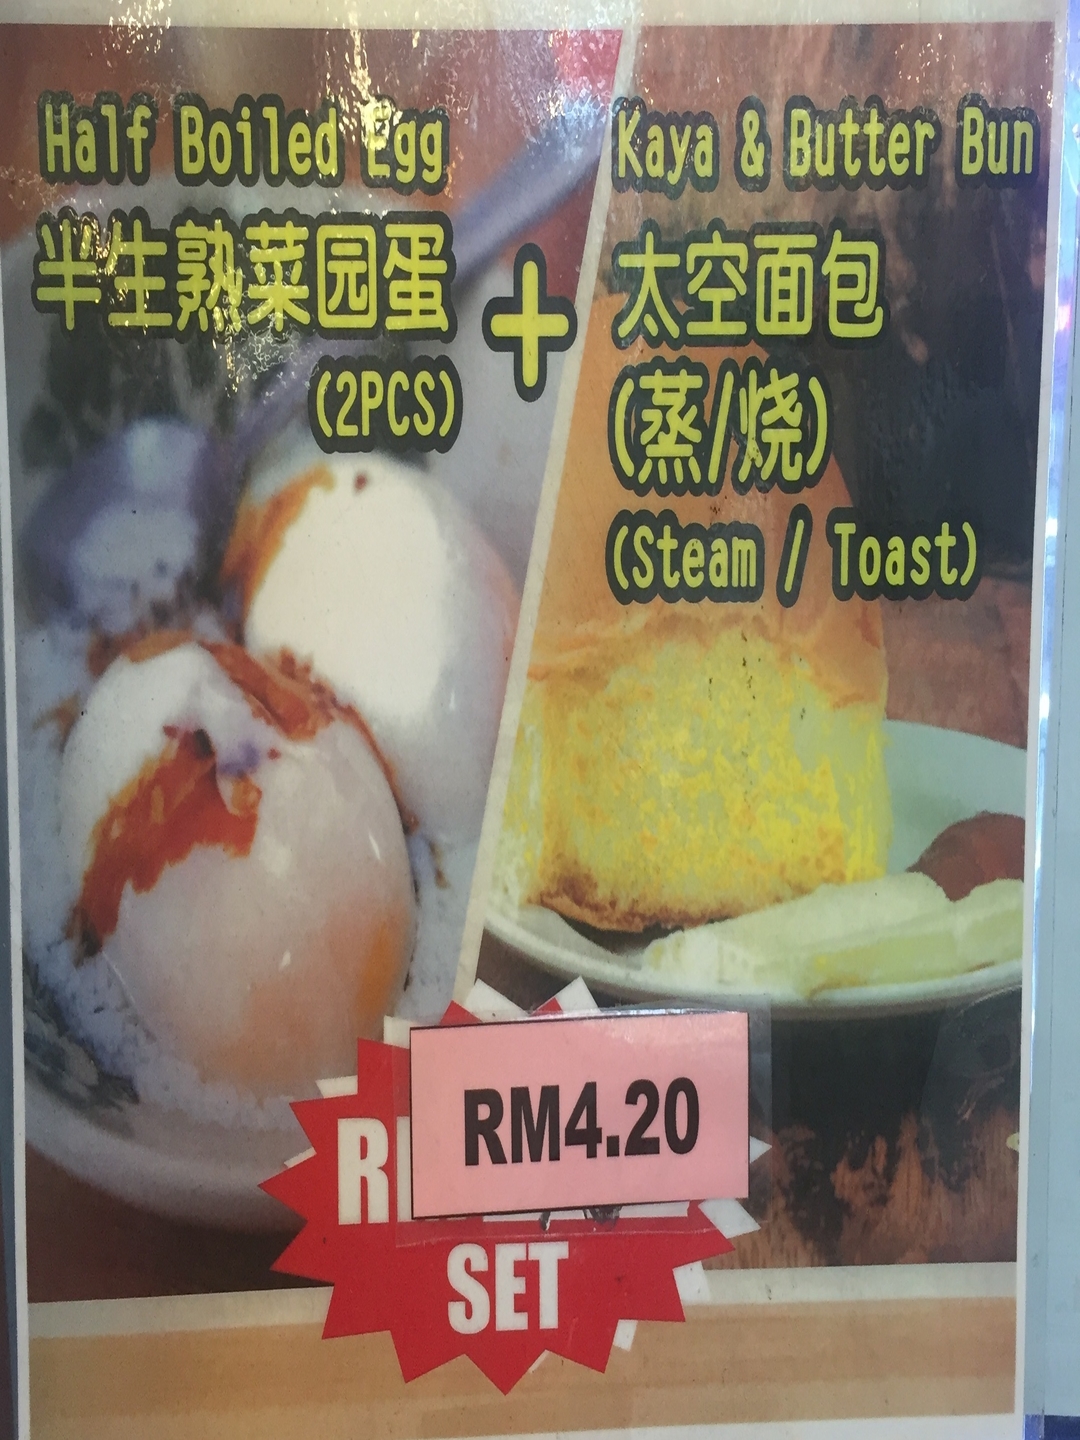 Half Boiled Egg
半生熟菜园蛋
(2PCS)
+
Kaya & Butter Bun
太空面包
(蒸/烧)
(Steam / Toast)
RM4.20
SET